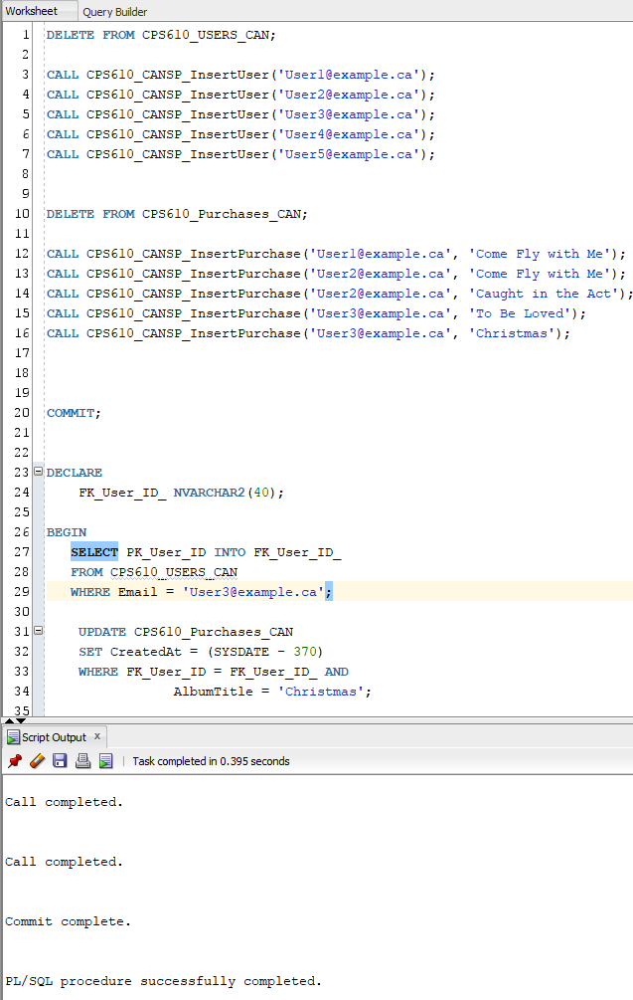 Worksheet Query Builder
1 DELETE FROM CPS610_USERS_CAN;
2
3 CALL CPS610_CANSP_InsertUser('User1@example.ca');
4 CALL CPS610_CANSP_InsertUser('User2@example.ca');
5 CALL CPS610_CANSP_InsertUser('User3@example.ca');
6 CALL CPS610_CANSP_InsertUser('User4@example.ca');
7 CALL CPS610_CANSP_InsertUser('User5@example.ca');
8
9
10 DELETE FROM CPS610_Purchases_CAN;
11
12 CALL CPS610_CANSP_InsertPurchase('User1@example.ca', 'Come Fly with Me');
13 CALL CPS610_CANSP_InsertPurchase('User2@example.ca', 'Come Fly with Me');
14 CALL CPS610_CANSP_InsertPurchase('User2@example.ca', 'Caught in the Act');
15 CALL CPS610_CANSP_InsertPurchase('User3@example.ca', 'To Be Loved');
16 CALL CPS610_CANSP_InsertPurchase('User3@example.ca', 'Christmas');
17
18
19
20 COMMIT;
21
22
23 DECLARE
24 FK_User_ID_ NVARCHAR2(40);
25
26 BEGIN
27 SELECT PK_User_ID INTO FK_User_ID_
28 FROM CPS610_USERS_CAN
29 WHERE Email = 'User3@example.ca';
30
31 UPDATE CPS610_Purchases_CAN
32 SET CreatedAt = (SYSDATE - 370)
33 WHERE FK_User_ID = FK_User_ID_ AND
34 AlbumTitle = 'Christmas';
35
Script Output x
Task completed in 0.395 seconds
Call completed.
Call completed.
Commit complete.
PL/SQL procedure successfully completed.